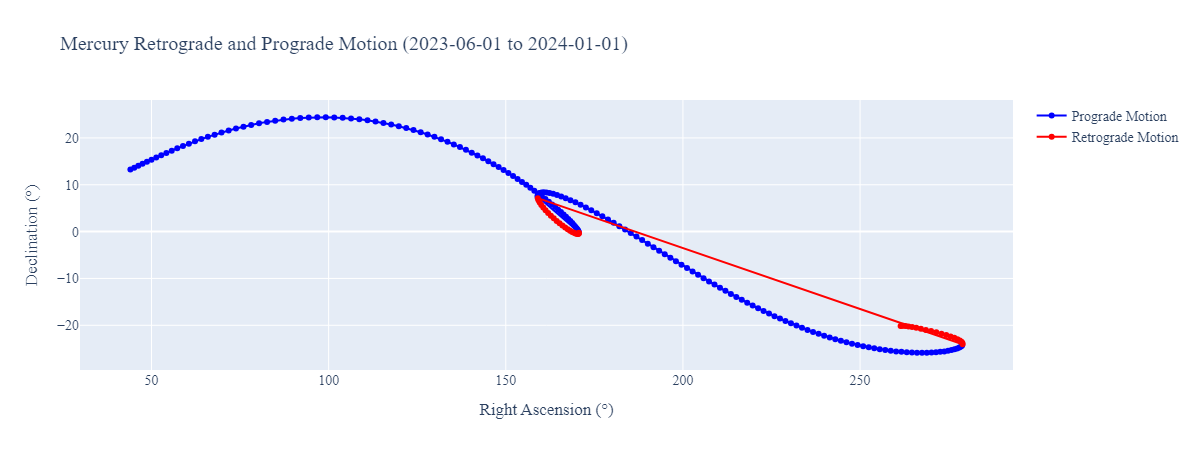 Mercury Retrograde and Prograde Motion (2023-06-01 to 2024-01-01)
Prograde Motion
Retrograde Motion
20
10
0
−10
−20
Declination (°)
50 100 150 200 250
Right Ascension (°)